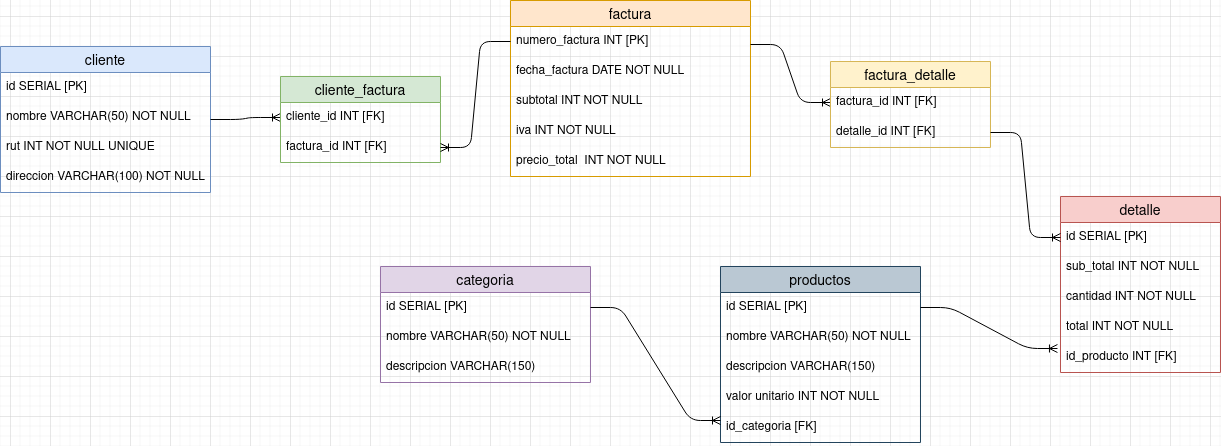 cliente
id SERIAL [PK]
nombre VARCHAR(50) NOT NULL
rut INT NOT NULL UNIQUE
direccion VARCHAR(100) NOT NULL
cliente_factura
cliente_id INT [FK]
factura_id INT [FK]
factura
numero_factura INT [PK]
fecha_factura DATE NOT NULL
subtotal INT NOT NULL
iva INT NOT NULL
precio_total  INT NOT NULL
factura_detalle
factura_id INT [FK]
detalle_id INT [FK]
detalle
id SERIAL [PK]
sub_total INT NOT NULL
cantidad INT NOT NULL
total INT NOT NULL
id_producto INT [FK]
categoria
id SERIAL [PK]
nombre VARCHAR(50) NOT NULL
descripcion VARCHAR(150)
productos
id SERIAL [PK]
nombre VARCHAR(50) NOT NULL
descripcion VARCHAR(150)
valor unitario INT NOT NULL
id_categoria [FK]